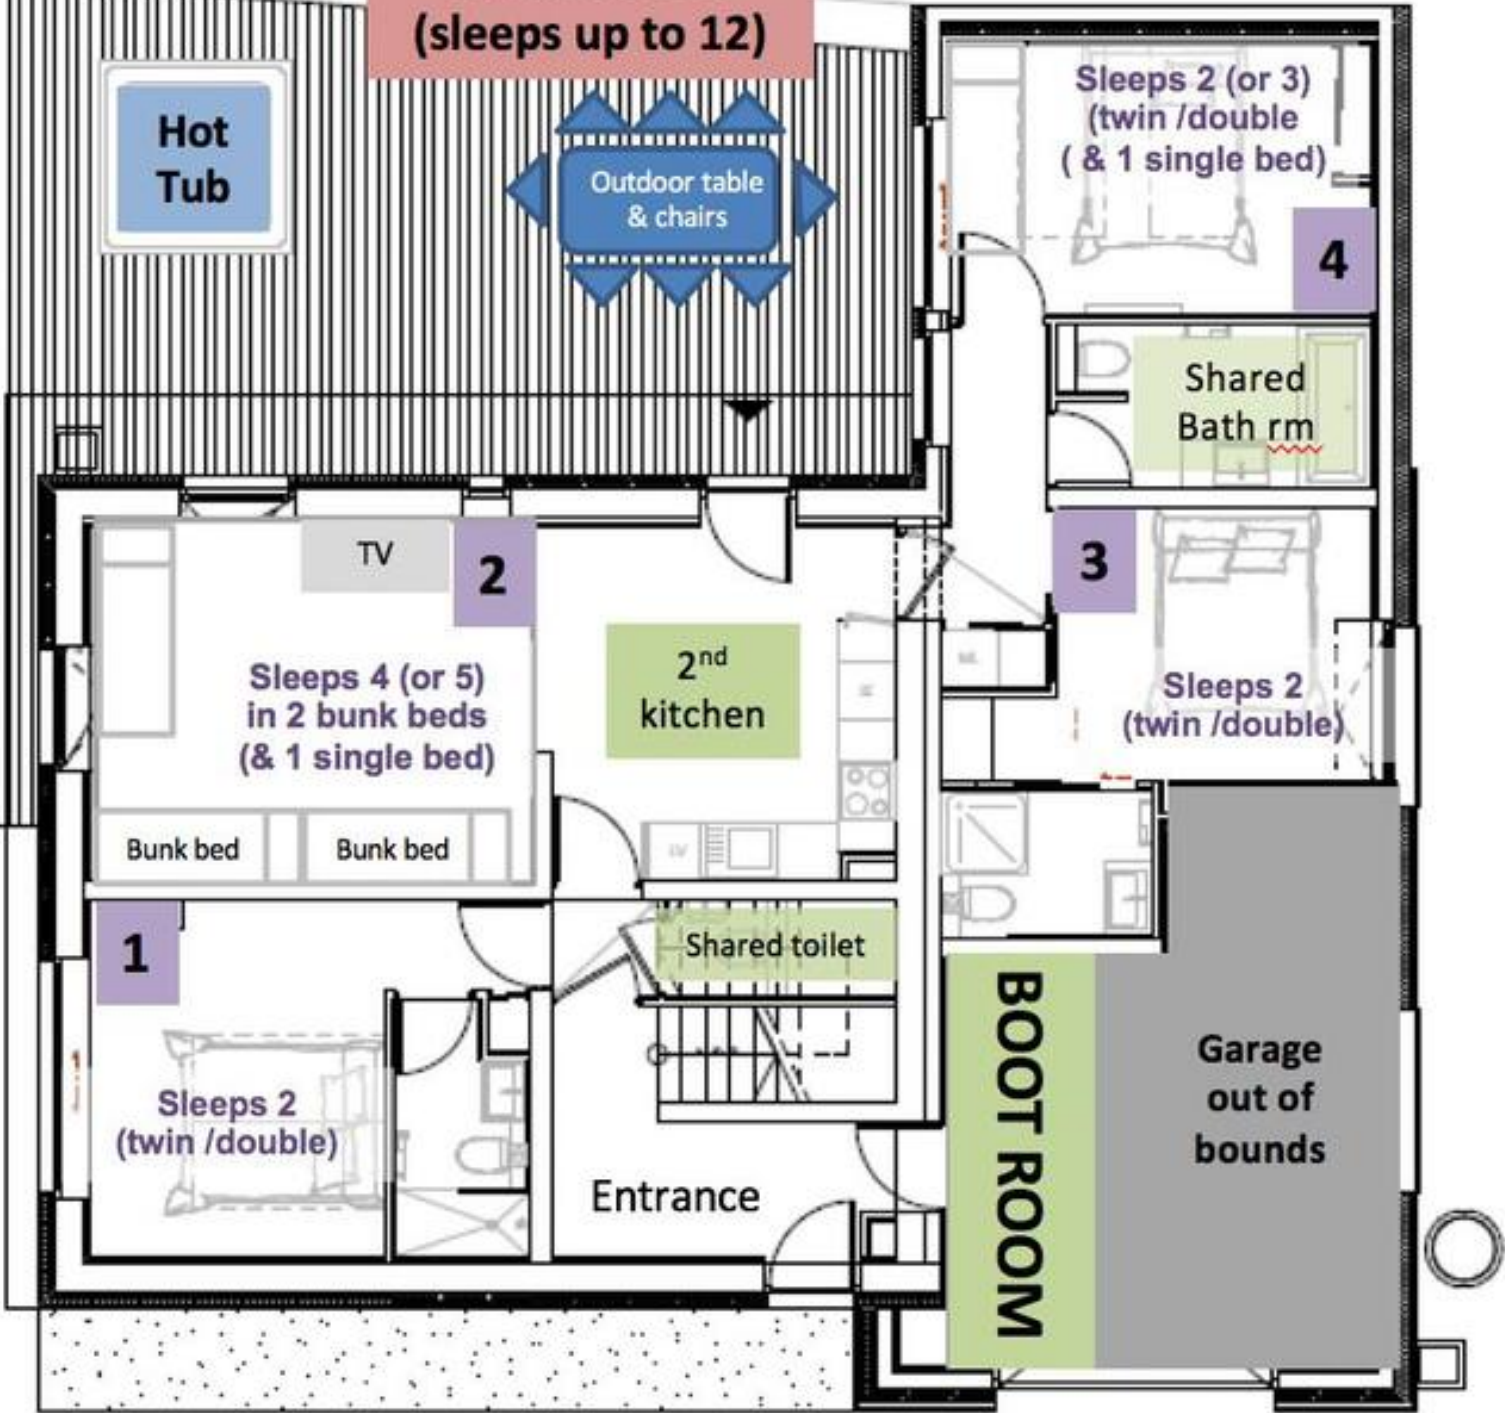 (sleeps up to 12)
Hot
Tub
Outdoor table
& chairs
Sleeps 2 (or 3)
(twin /double
( & 1 single bed)
4
Shared
Bath rm
TV
2
Sleeps 4 (or 5)
in 2 bunk beds
(& 1 single bed)
2nd
kitchen
3
Sleeps 2
(twin /double)
Bunk bed
Bunk bed
LV
1
Shared toilet
Sleeps 2
(twin /double)
Entrance
BOOT ROOM
Garage
out of
bounds